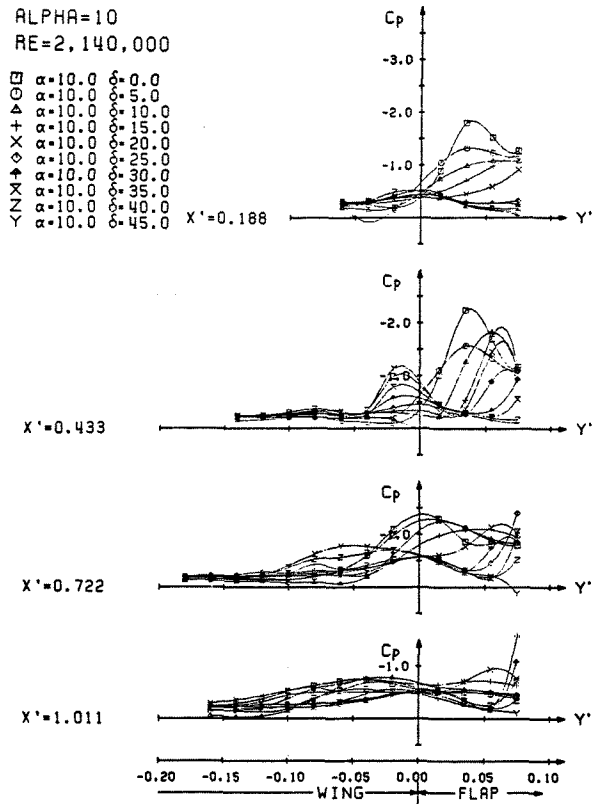 ALPHA=10
RE=2,140,000
α=10.0 δ=0.0
α=10.0 δ=5.0
α=10.0 δ=10.0
α=10.0 δ=15.0
α=10.0 δ=20.0
α=10.0 δ=25.0
α=10.0 δ=30.0
α=10.0 δ=35.0
α=10.0 δ=40.0
Y α=10.0 δ=45.0
Cp
-3.0
-2.0
-1.0
X'=0.188
Y'
Cp
-2.0
-1.0
X'=0.433
Y'
Cp
-1.0
X'=0.722
Y'
Cp
-1.0
X'=1.011
Y'
-0.20 -0.15 -0.10 -0.05 0.00 0.05 0.10
WING FLAP